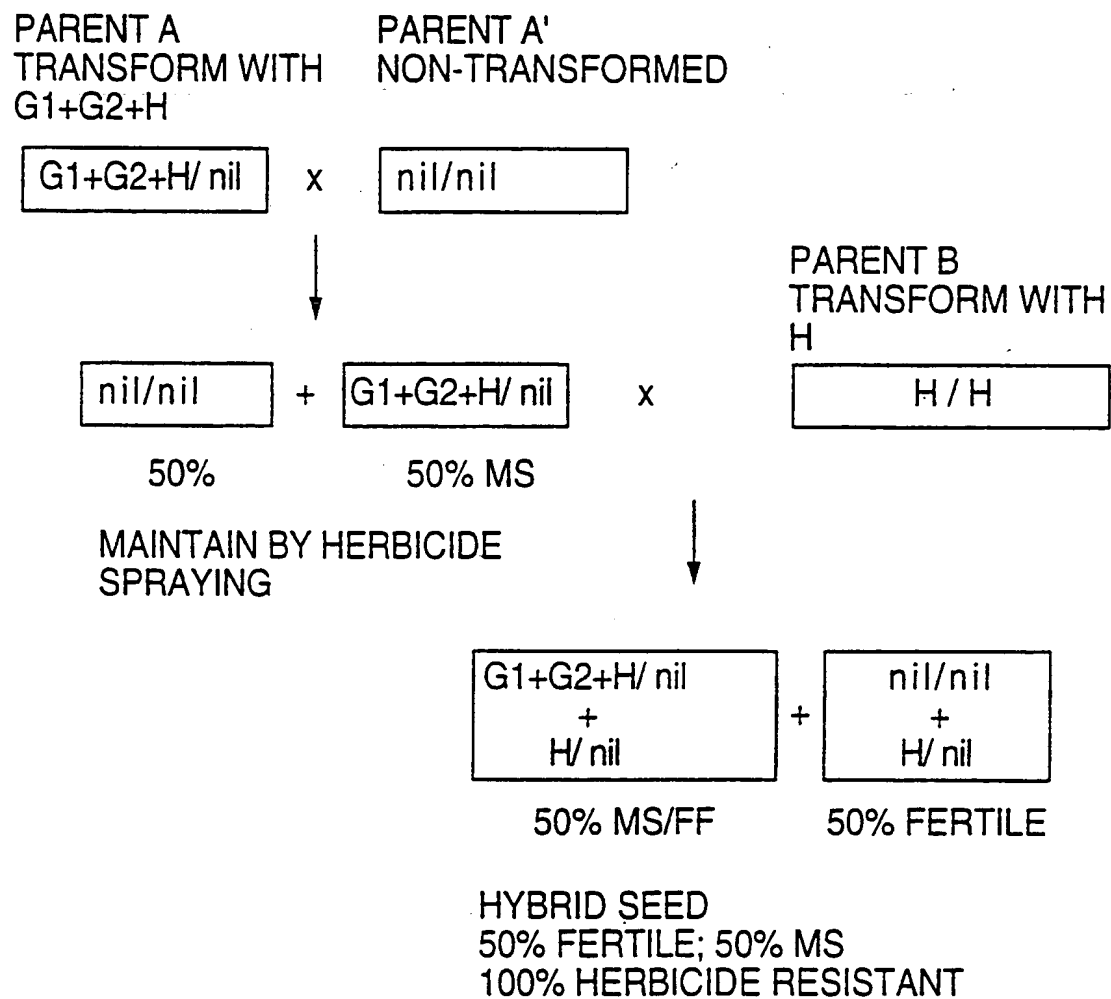 PARENT A
TRANSFORM WITH
G1+G2+H
PARENT A'
NON-TRANSFORMED
G1+G2+H/ nil
x
nil/nil
PARENT B
TRANSFORM WITH
H
nil/nil
+
G1+G2+H/ nil
x
H / H
50%
50% MS
MAINTAIN BY HERBICIDE
SPRAYING
G1+G2+H/ nil
+
H/ nil
+
nil/nil
+
H/ nil
50% MS/FF
50% FERTILE
HYBRID SEED
50% FERTILE; 50% MS
100% HERBICIDE RESISTANT